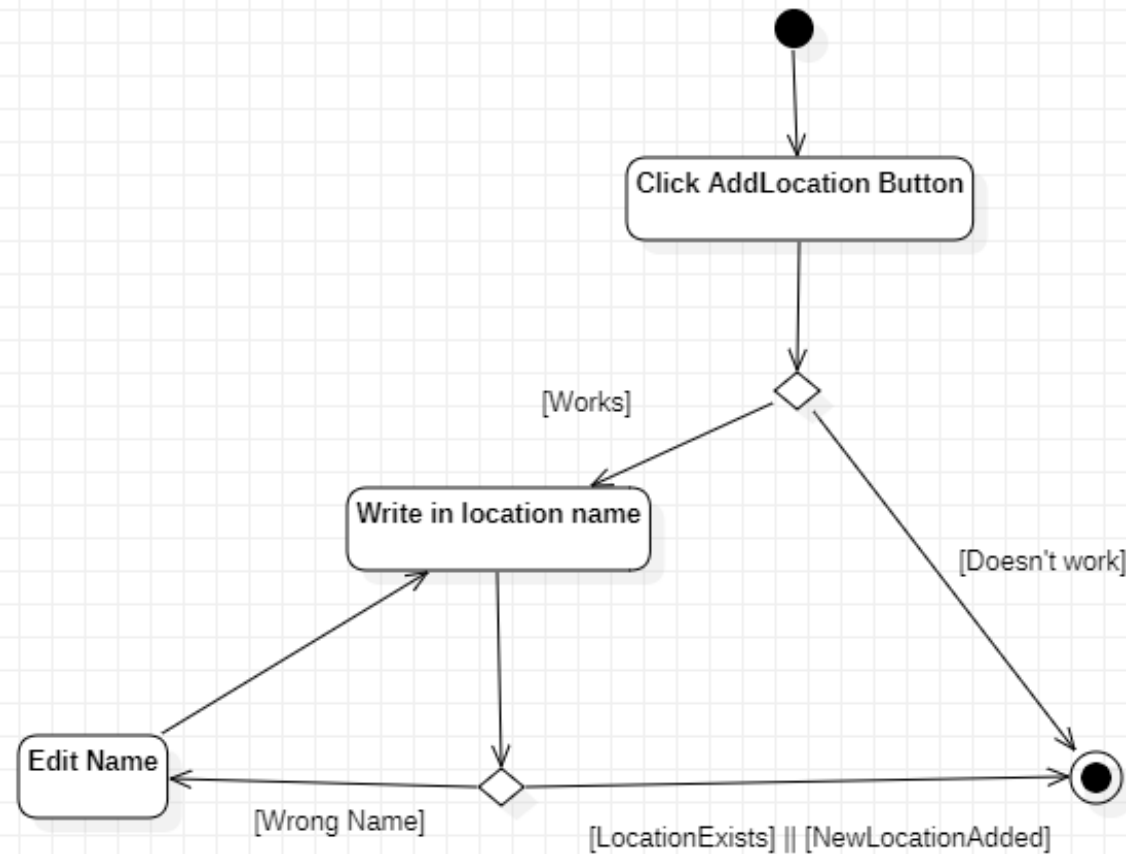 Click AddLocation Button
[Works]
Write in location name
[Doesn't work]
Edit Name
[Wrong Name]
[LocationExists] || [NewLocationAdded]